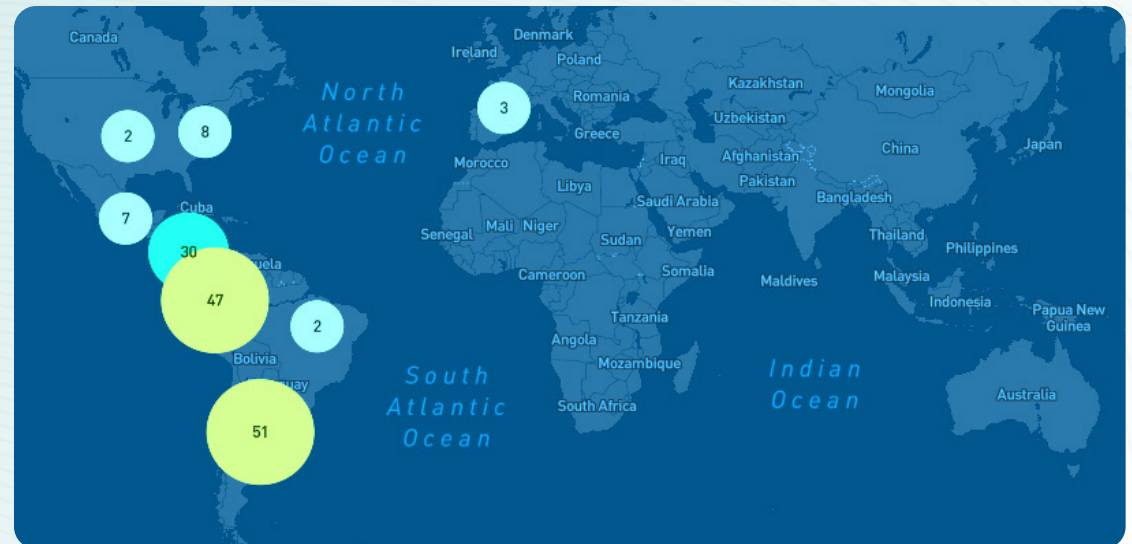 Canada
Denmark
Ireland
Poland
Kazakhstan
North
Atlantic
Ocean
Romania
Mongolia
3
Uzbekistan
2
8
Greece
Japan
China
Morocco
Iraq
Afghanistan
Pakistan
Libya
Bangladesh
Saudi Arabia
Cuba
7
Mali
Niger
Senegal
Yemen
Thailand
Sudan
Philippines
30
uela
Cameroon
Somalia
Maldives
Malaysia
47
Indonesia
Papua New
Guinea
Tanzania
2
Angola
Bolivia
Mozambique
South
Atlantic
Ocean
Indian
Ocean
uay
Australia
South Africa
51